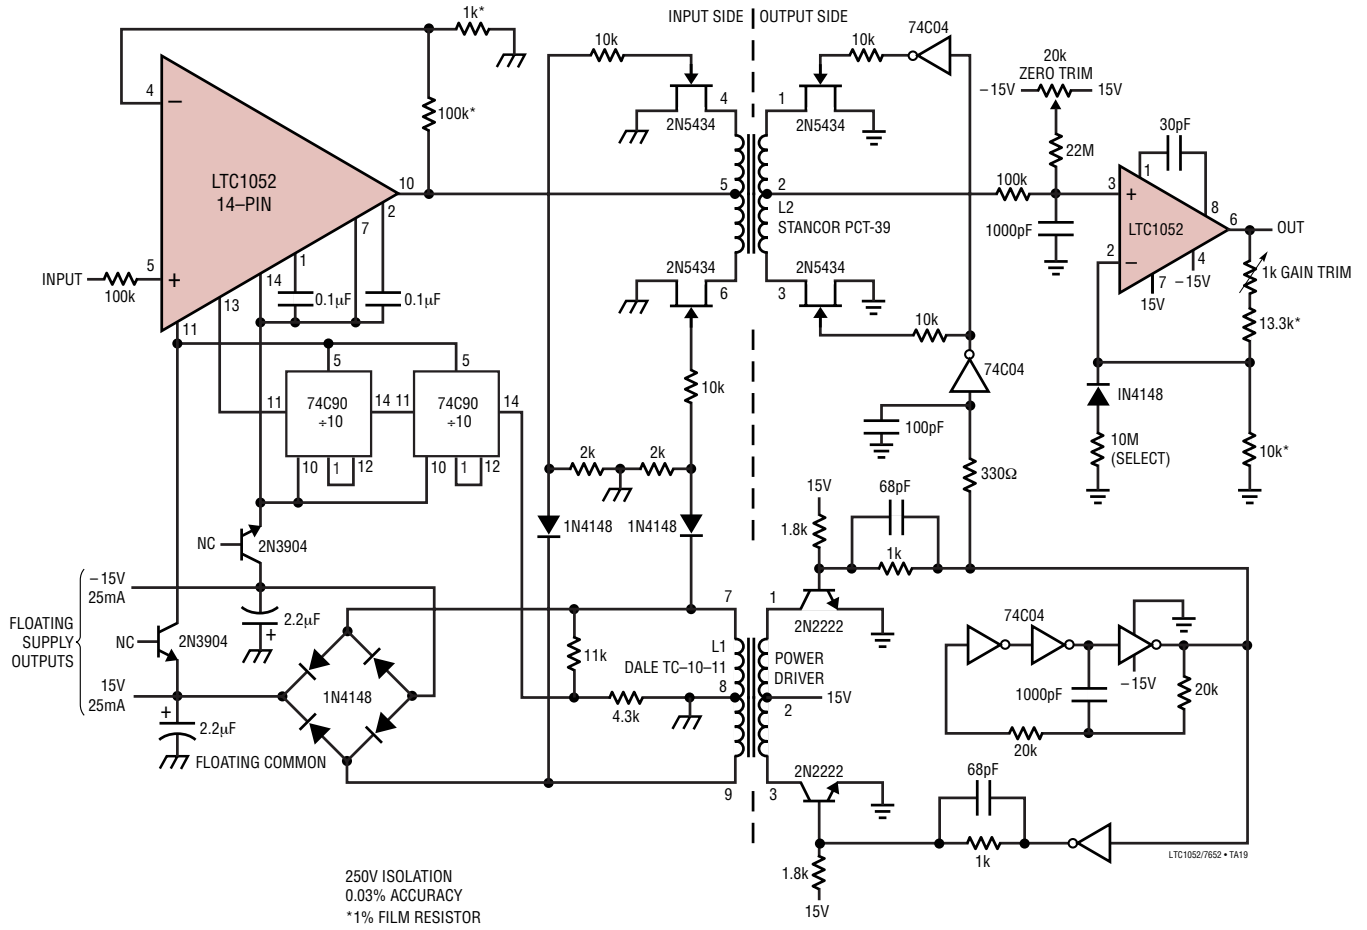 1k*
INPUT SIDE
OUTPUT SIDE
74C04
10k
10k
20k
ZERO TRIM
–15V
15V
4
–
100k*
4
2N5434
1
2N5434
30pF
22M
1
LTC1052
14–PIN
10
2
7
5
2
L2
STANCOR PCT-39
100k
3
+
8
1000pF
LTC1052
6
OUT
2
–
4
–15V
7
15V
1k GAIN TRIM
INPUT
100k
5
+
14
1
13
11
0.1µF
0.1µF
2N5434
6
2N5434
3
10k
13.3k*
5
5
74C04
10k
11
74C90
÷10
14
11
74C90
÷10
14
IN4148
100pF
10M
(SELECT)
10k*
10
1
12
10
1
12
2k
2k
330Ω
15V
68pF
1.8k
1k
1N4148
1N4148
NC
2N3904
–15V
25mA
FLOATING
SUPPLY
OUTPUTS
2.2µF
+
NC
2N3904
15V
25mA
+
2.2µF
FLOATING COMMON
1N4148
11k
4.3k
7
1
L1
DALE TC–10–11
8
POWER
DRIVER
15V
2
2N2222
74C04
–15V
1000pF
20k
20k
9
3
2N2222
68pF
1k
1.8k
15V
LTC1052/7652 • TA19
250V ISOLATION
0.03% ACCURACY
*1% FILM RESISTOR